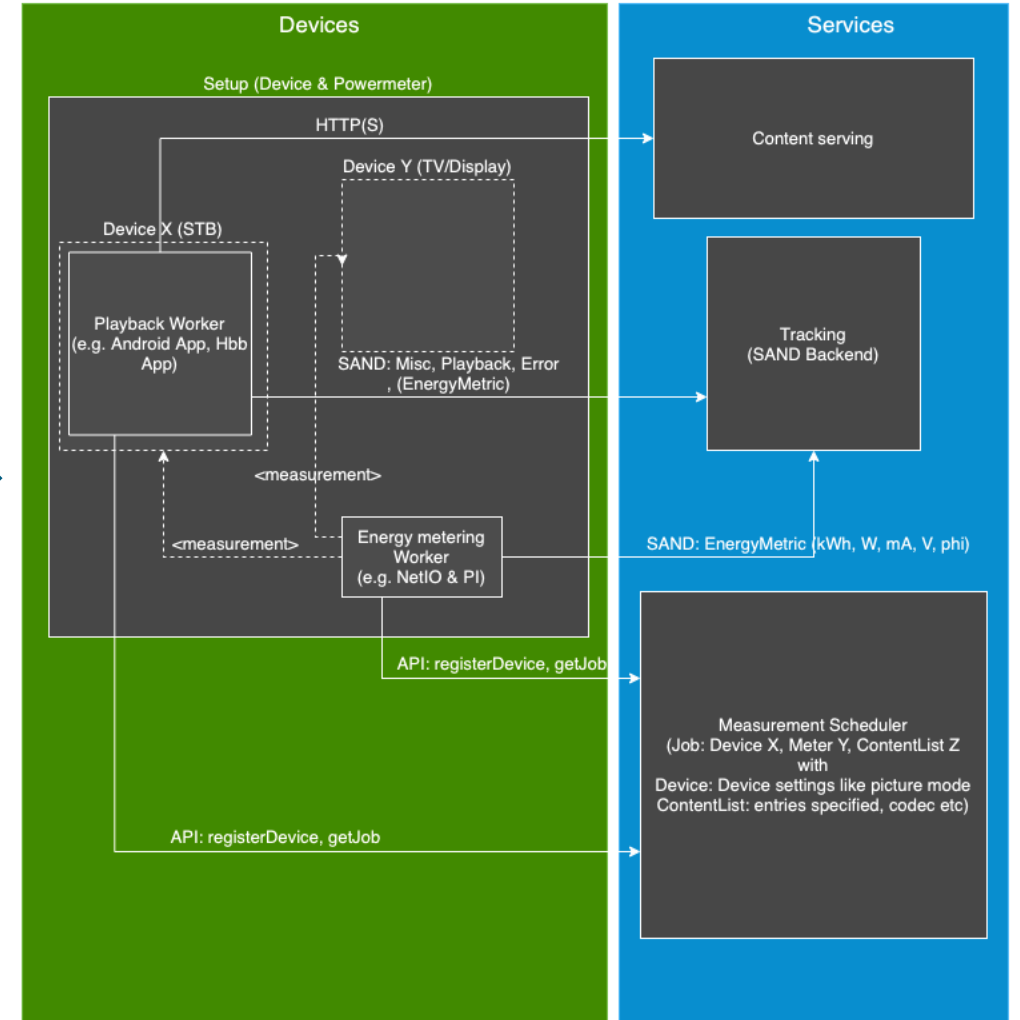 Devices
Services
Setup (Device & Powermeter)
HTTP(S)
Content serving
Device Y (TV/Display)
Device X (STB)
Playback Worker
(e.g. Android App, Hbb
App)
Tracking
(SAND Backend)
SAND: Misc, Playback, Error
, (EnergyMetric)
<measurement>
<measurement>
Energy metering
Worker
(e.g. NetIO & PI)
SAND: EnergyMetric (kWh, W, mA, V, phi)
API: registerDevice, getJob
Measurement Scheduler
(Job: Device X, Meter Y, ContentList Z
with
Device: Device settings like picture mode
ContentList: entries specified, codec etc)
API: registerDevice, getJob